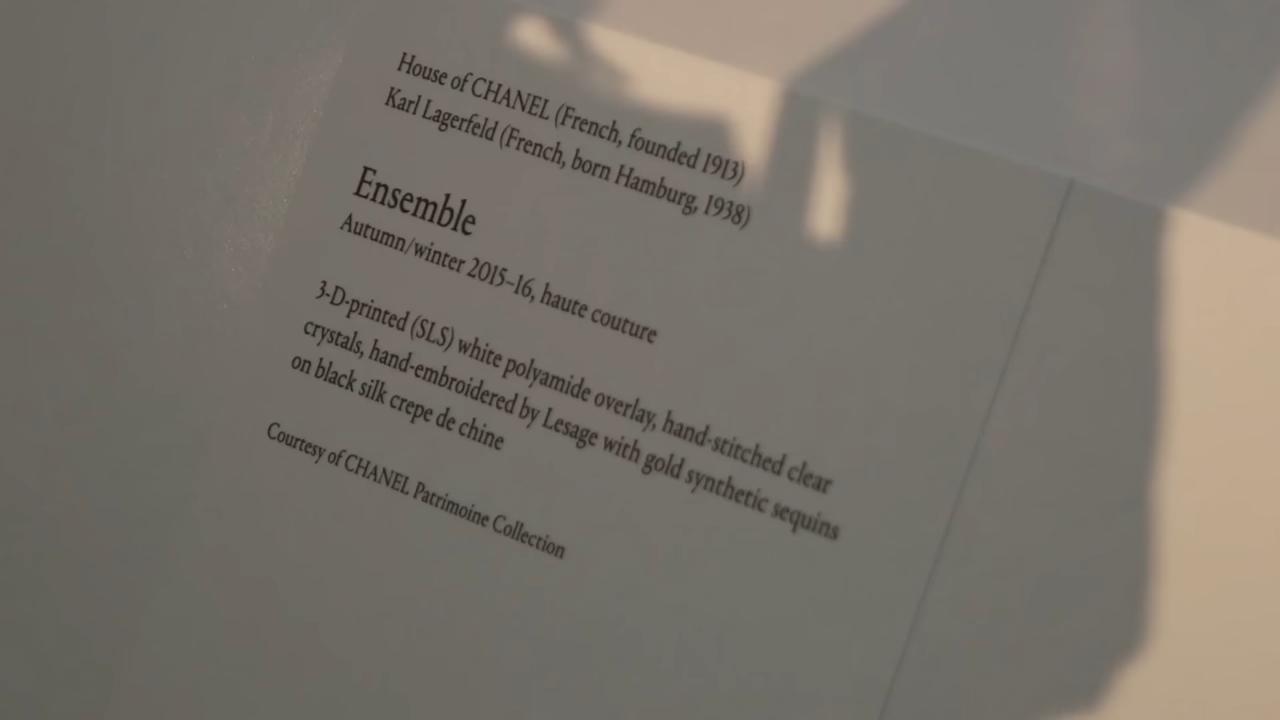 House of CHANEL (French, founded 1913)
Karl Lagerfeld (French, born Hamburg, 1938)
Ensemble
Autumn/winter 2015–16, haute couture
3-D-printed (SLS) white polyamide overlay, hand-stitched clear
crystals, hand-embroidered by Lesage with gold synthetic sequins
on black silk crepe de chine
Courtesy of CHANEL Patrimoine Collection